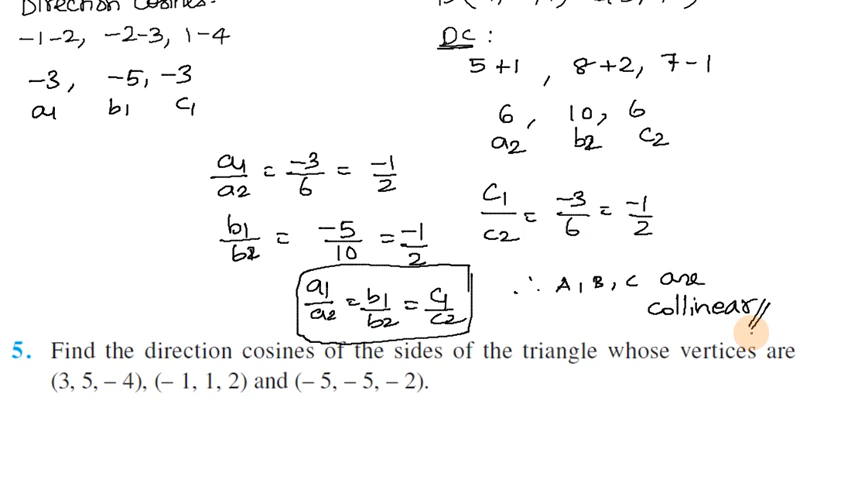 Direction Cosines:
-1-2, -2-3, 1-4
-3, -5, -3
a1 b1 c1
DC :
5+1, 8+2, 7-1
6, 10, 6
a2 b2 c2
a1/a2 = -3/6 = -1/2
b1/b2 = -5/10 = -1/2
c1/c2 = -3/6 = -1/2
a1/a2 = b1/b2 = c1/c2
∴ A, B, C are
collinear//
5. Find the direction cosines of the sides of the triangle whose vertices are
(3, 5, – 4), (– 1, 1, 2) and (– 5, – 5, – 2).